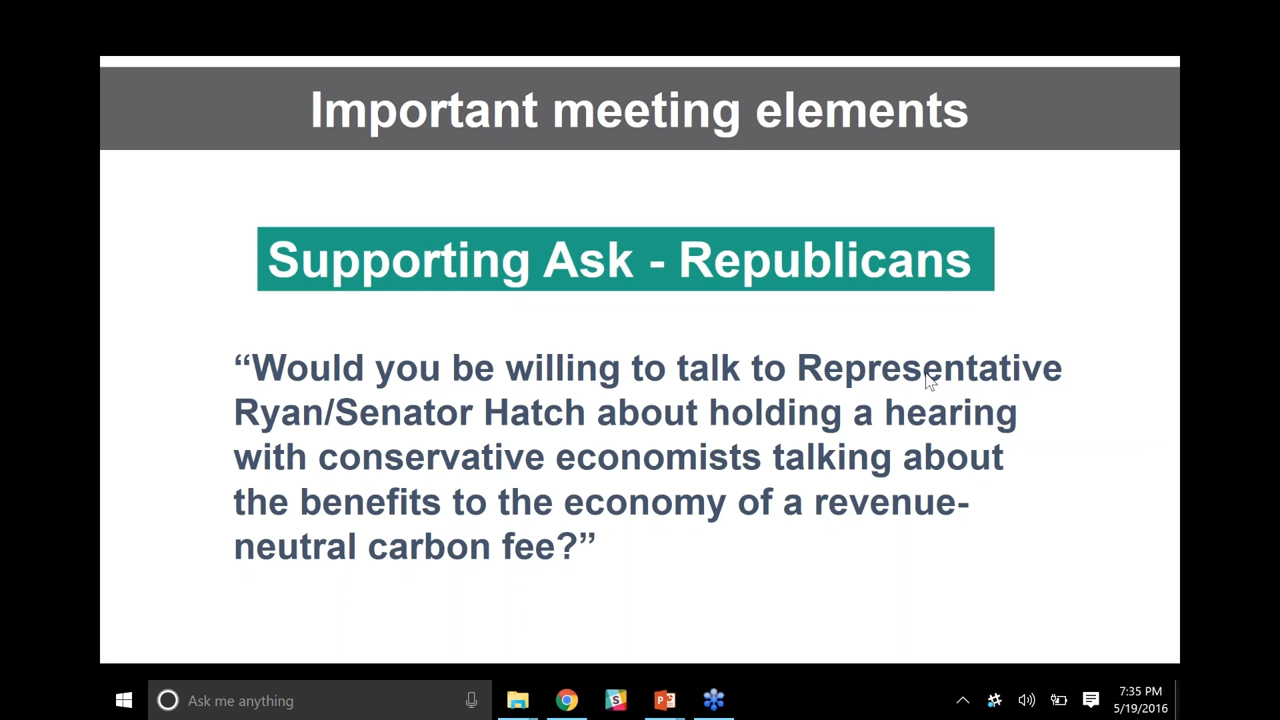 Important meeting elements
Supporting Ask - Republicans
“Would you be willing to talk to Representative
Ryan/Senator Hatch about holding a hearing
with conservative economists talking about
the benefits to the economy of a revenue-
neutral carbon fee?”
Ask me anything
7:35 PM
5/19/2016